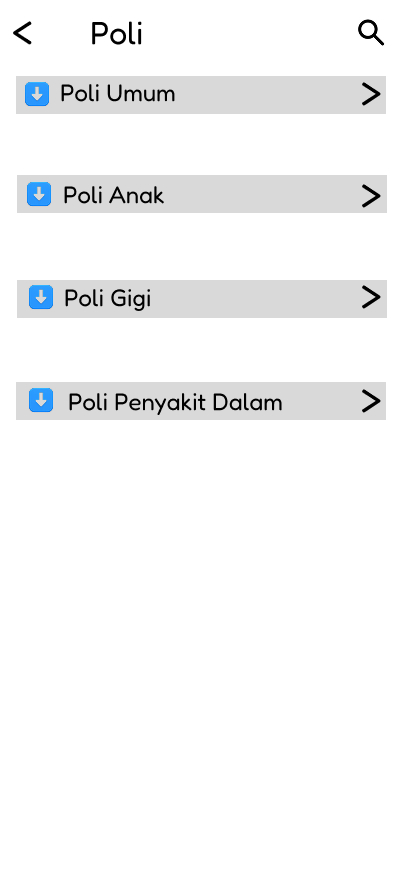 Poli
Poli Umum
Poli Anak
Poli Gigi
Poli Penyakit Dalam